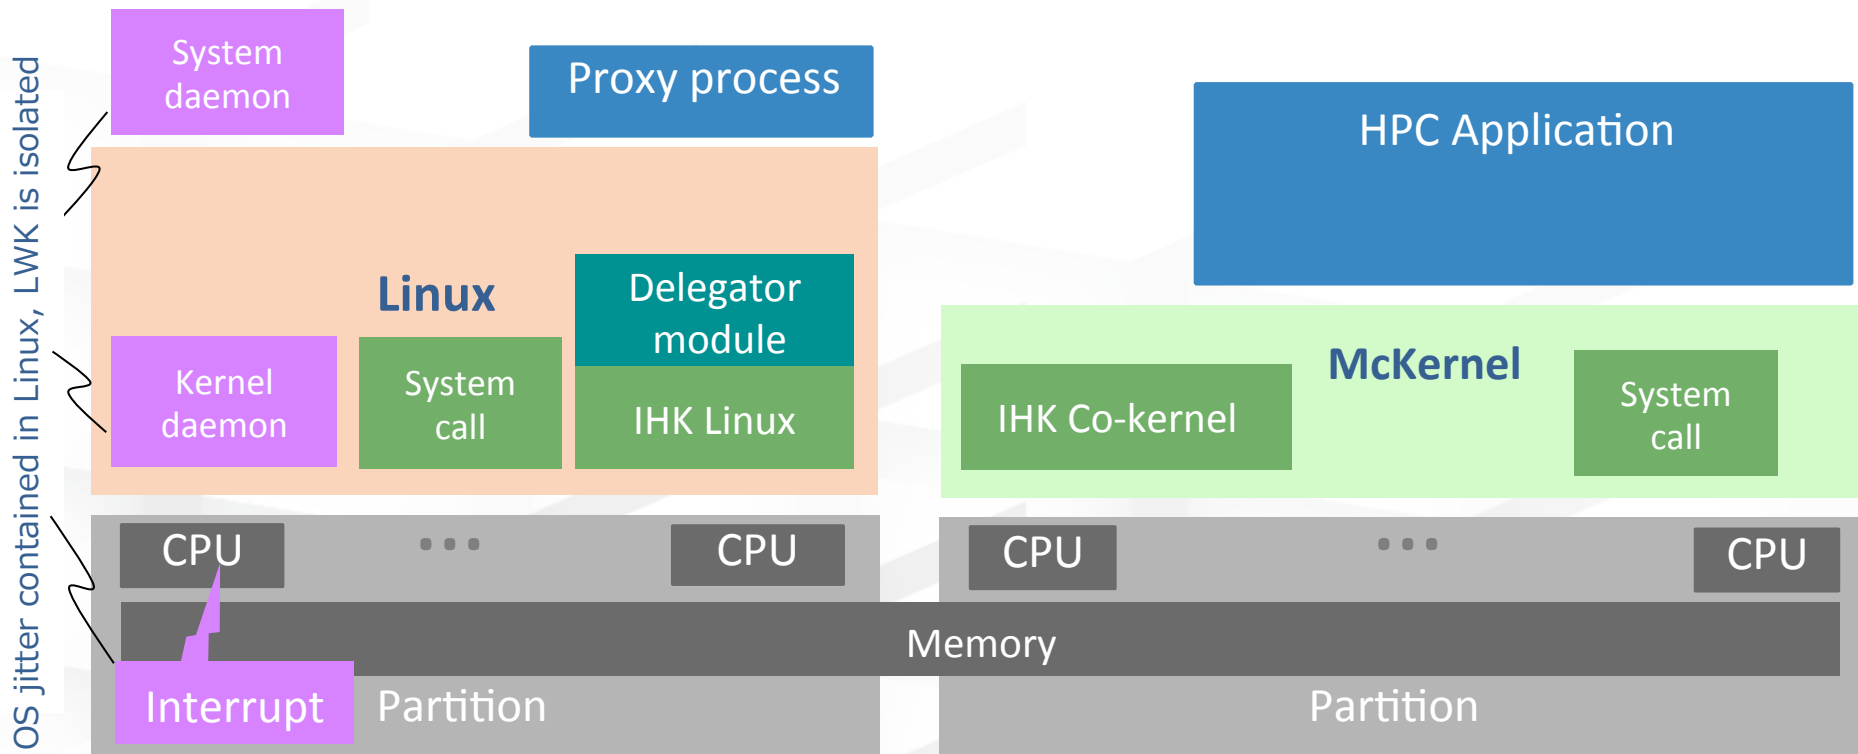 OS jitter contained in Linux, LWK is isolated
System
daemon
Proxy process
HPC Application
Linux
Delegator
module
Kernel
daemon
System
call
IHK Linux
McKernel
IHK Co-kernel
System
call
CPU
...
CPU
CPU
...
CPU
Memory
Interrupt
Partition
Partition